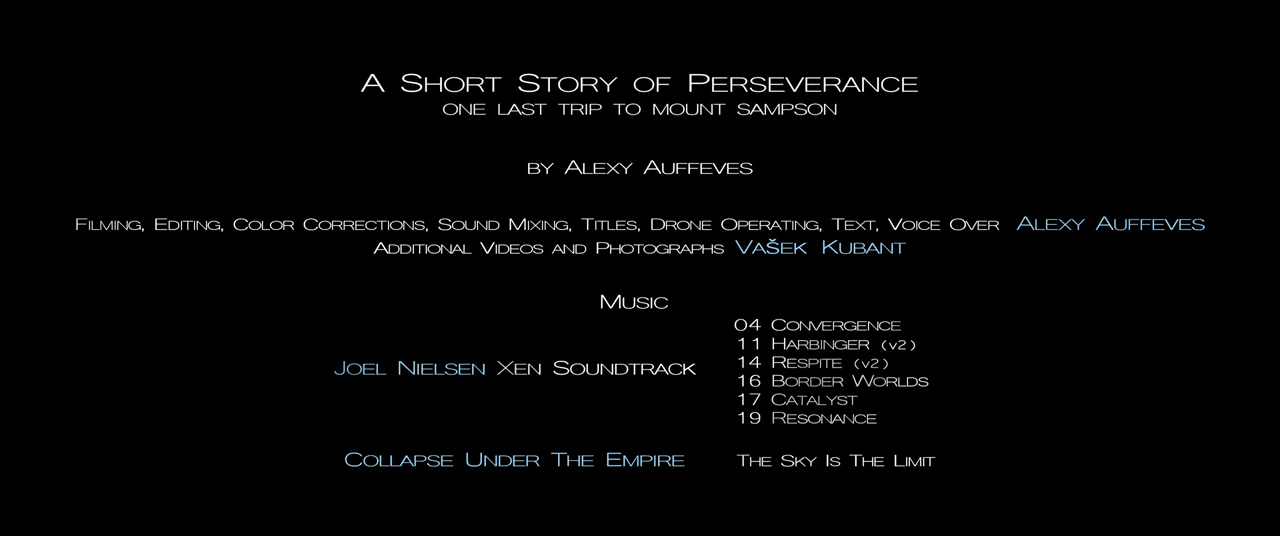 A Short Story of Perseverance
one last trip to mount sampson
by Alexy Auffeves
Filming, Editing, Color Corrections, Sound Mixing, Titles, Drone Operating, Text, Voice Over Alexy Auffeves
Additional Videos and Photographs Vašek Kubant
Music
Joel Nielsen Xen Soundtrack
04 Convergence
11 Harbinger (v2)
14 Respite (v2)
16 Border Worlds
17 Catalyst
19 Resonance
Collapse Under The Empire The Sky Is The Limit